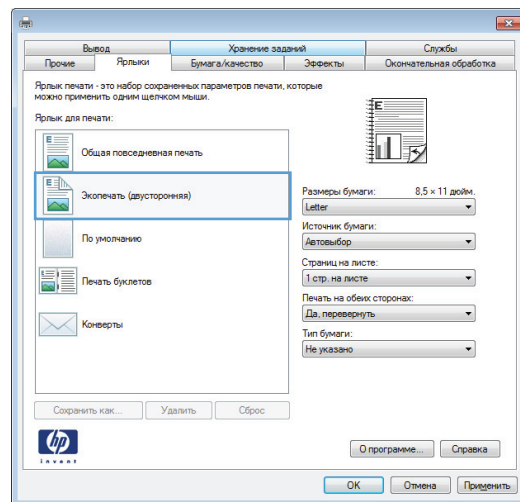 Вывод
Хранение заданий
Службы
Прочие
Ярлыки
Бумага/качество
Эффекты
Окончательная обработка
Ярлык печати - это набор сохраненных параметров печати, которые
можно применить одним щелчком мыши.
Ярлык для печати:
Общая повседневная печать
Экопечать (двусторонняя)
По умолчанию
Печать буклетов
Конверты
Сохранить как...
Удалить
Сброс
E
Размеры бумаги:
8,5 × 11 дюйм.
Letter
Источник бумаги:
Автовыбор
Страниц на листе:
1 стр. на листе
Печать на обеих сторонах:
Да, перевернуть
Тип бумаги:
Не указано
hp
invent
О программе...
Справка
OK
Отмена
Применить